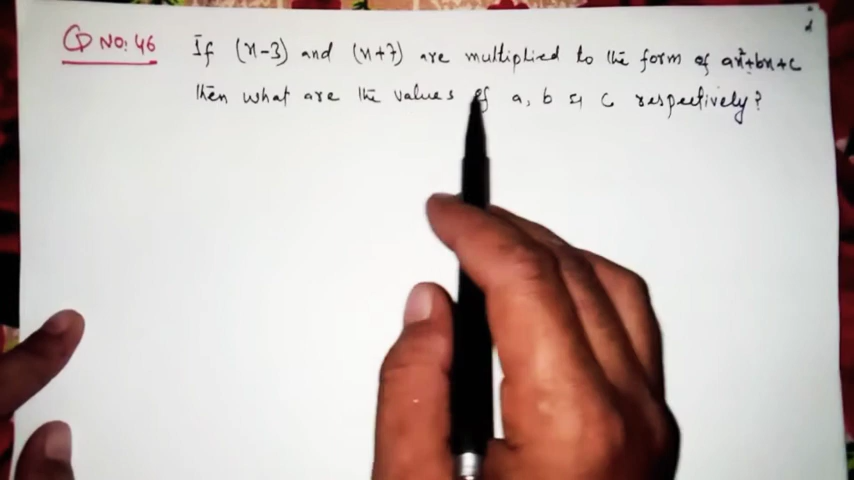 Q NO: 46 If (x-3) and (x+7) are multiplied to the form of ax²+bx+c
then what are the values of a, b & c respectively?